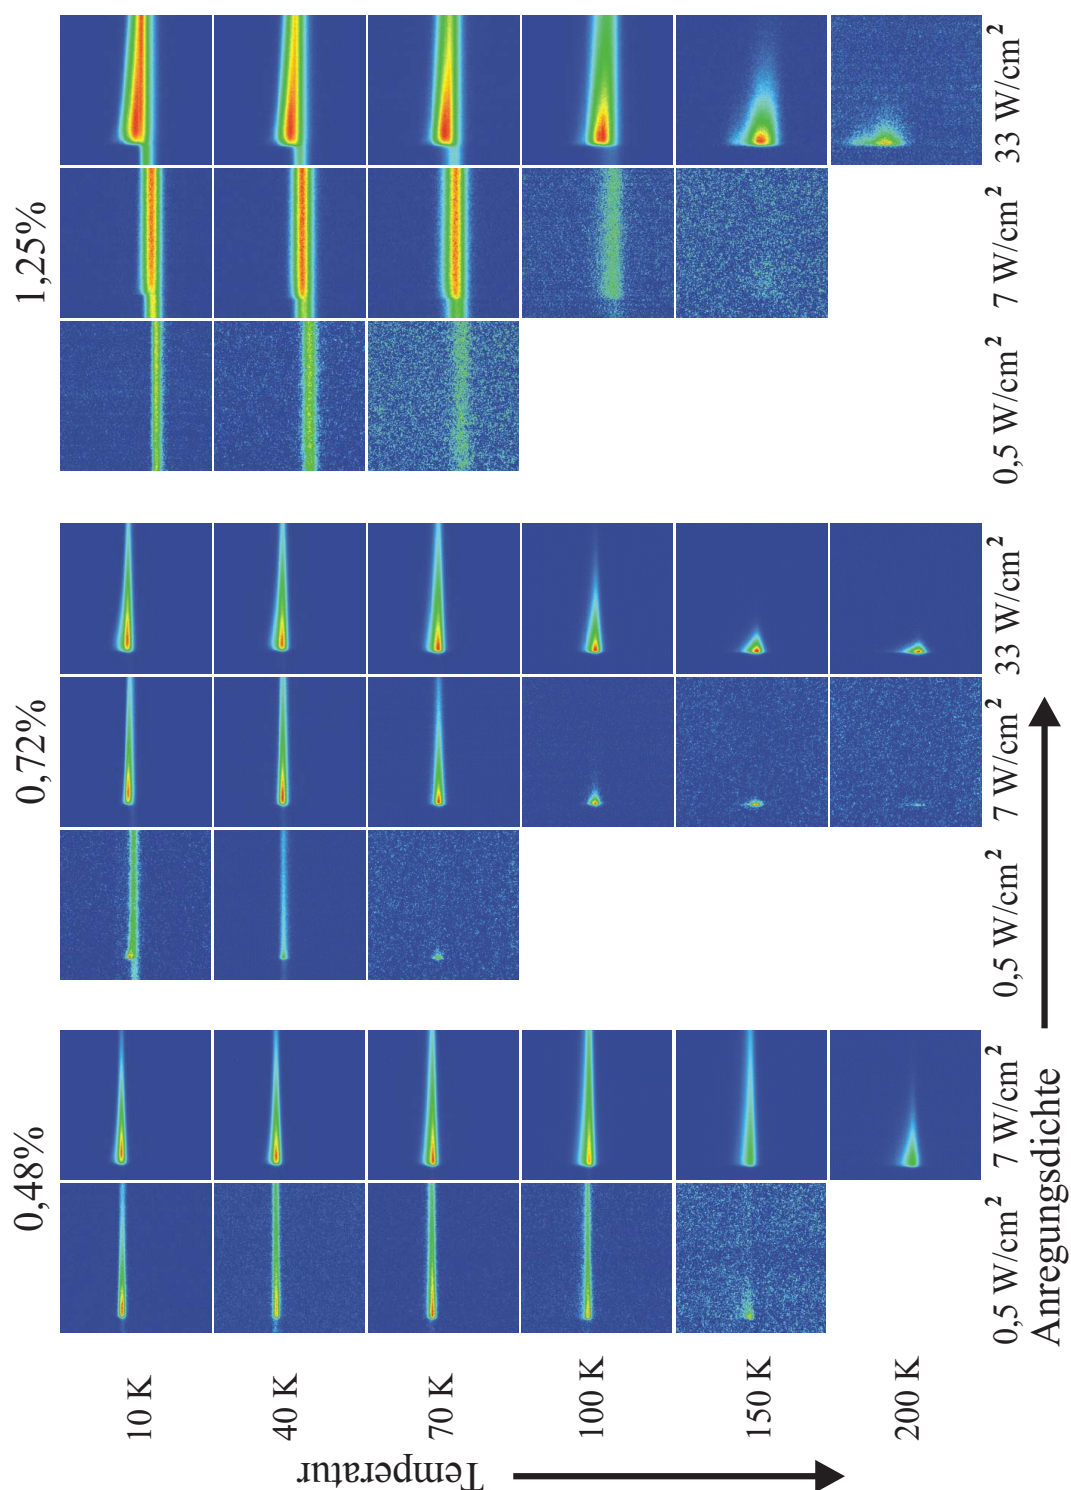 0,48%
0,72%
1,25%
10 K
40 K
70 K
100 K
150 K
200 K
Temperatur
0,5 W/cm²
7 W/cm²
0,5 W/cm²
7 W/cm²
33 W/cm²
0,5 W/cm²
7 W/cm²
33 W/cm²
Anregungsdichte